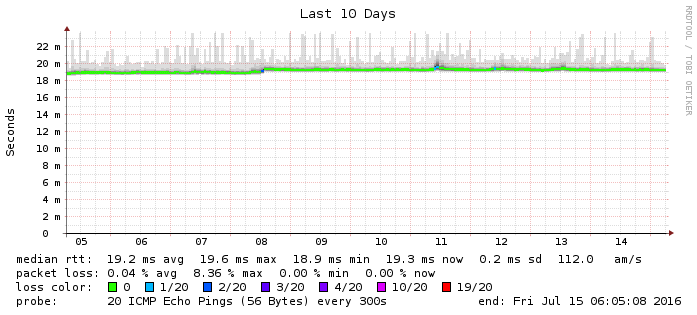 Last 10 Days
RRDTOOL / TOBI OETIKER
Seconds
22 m
20 m
18 m
16 m
14 m
12 m
10 m
8 m
6 m
4 m
2 m
0
05 06 07 08 09 10 11 12 13 14
median rtt: 19.2 ms avg 19.6 ms max 18.9 ms min 19.3 ms now 0.2 ms sd 112.0 am/s
packet loss: 0.04 % avg 8.36 % max 0.00 % min 0.00 % now
loss color: 0 1/20 2/20 3/20 4/20 10/20 19/20
probe: 20 ICMP Echo Pings (56 Bytes) every 300s end: Fri Jul 15 06:05:08 2016